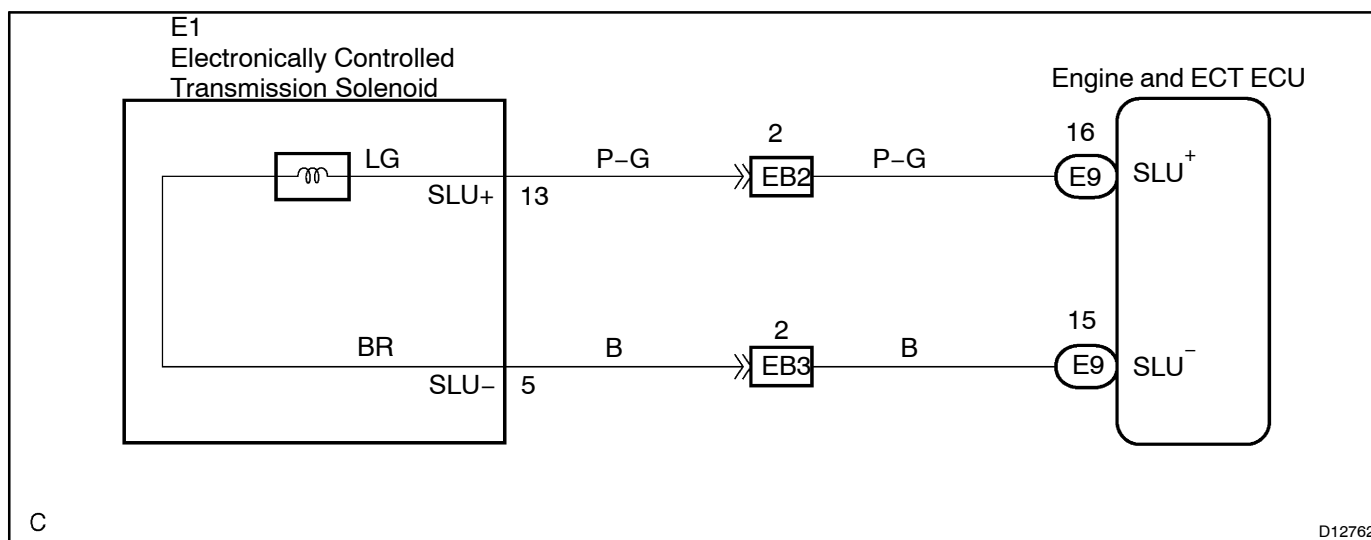 E1
Electronically Controlled
Transmission Solenoid
Engine and ECT ECU
LG
P−G
2
P−G
16
EB2
E9
SLU+
SLU+
13
BR
B
2
B
15
EB3
E9
SLU−
SLU−
5
C
D12762